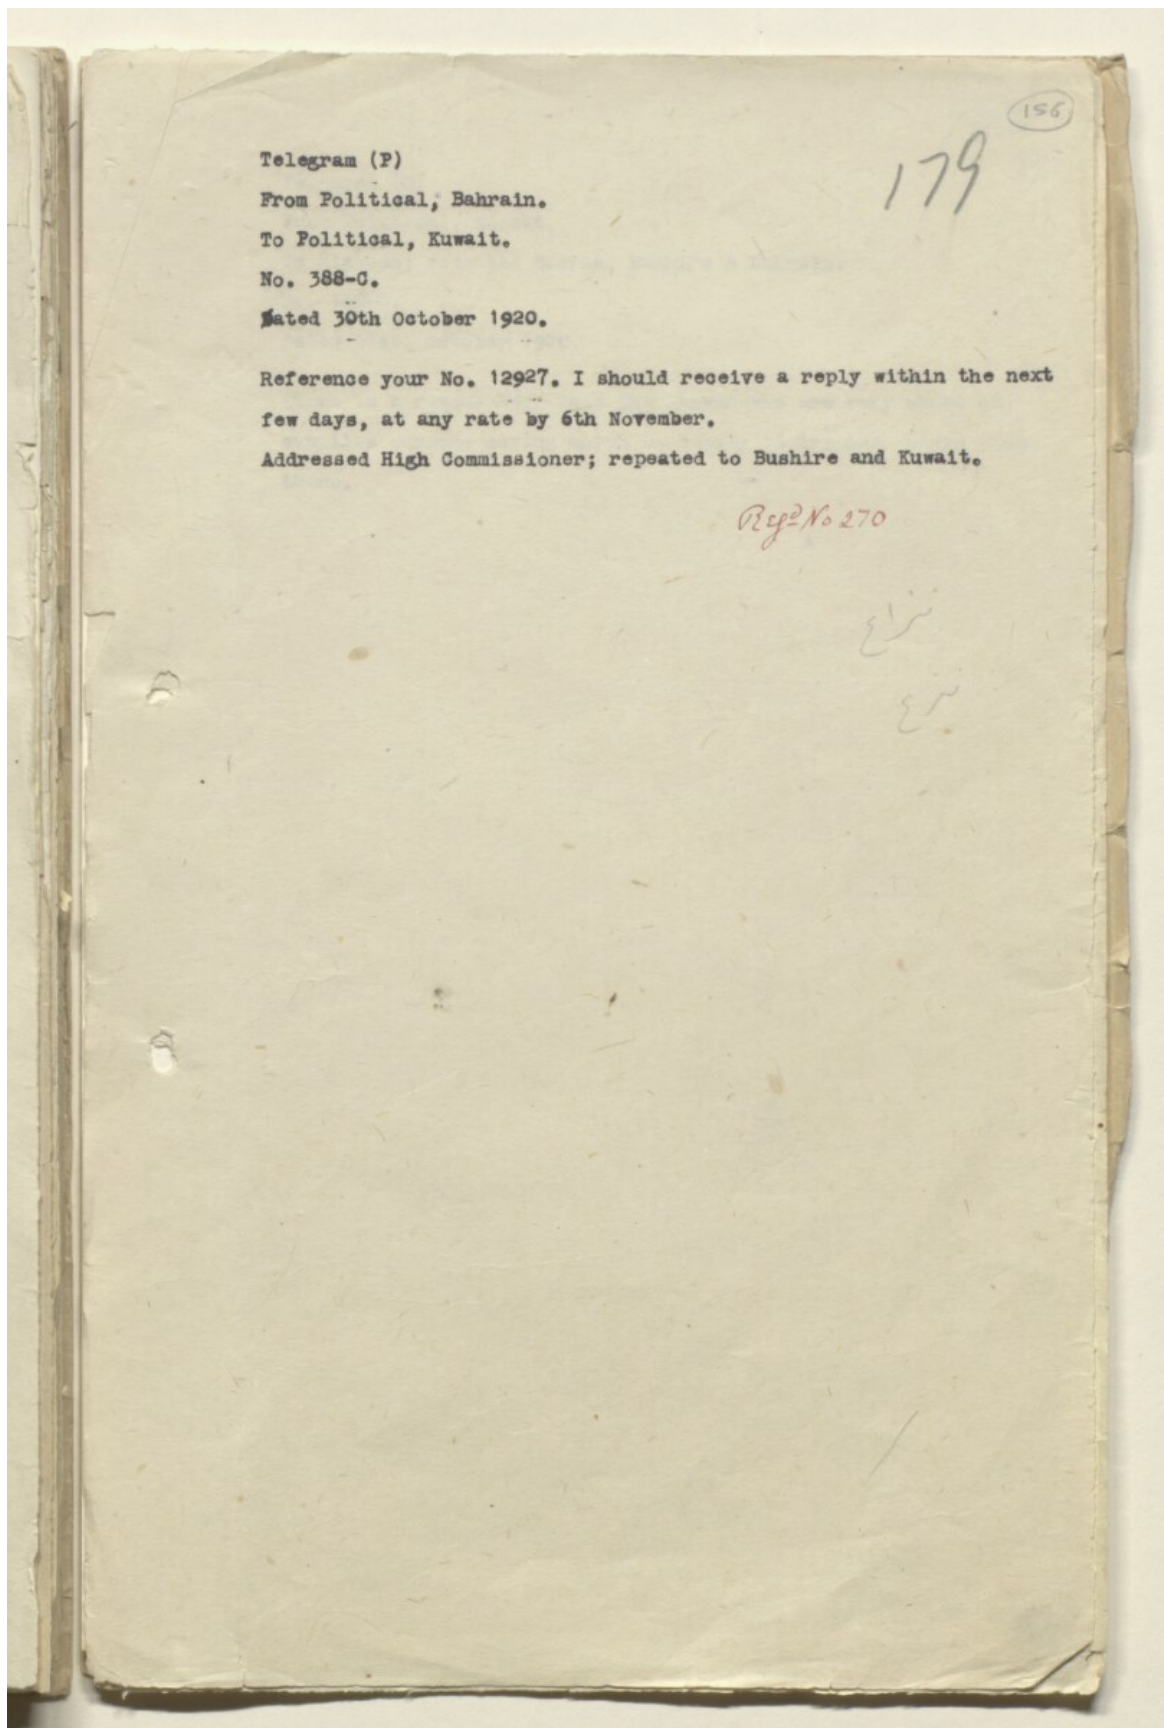 156
179
Telegram (P)
From Political, Bahrain.
To Political, Kuwait.
No. 388-C.
Dated 30th October 1920.
Reference your No. 12927. I should receive a reply within the next
few days, at any rate by 6th November.
Addressed High Commissioner; repeated to Bushire and Kuwait.
Regd No 270
نزاع